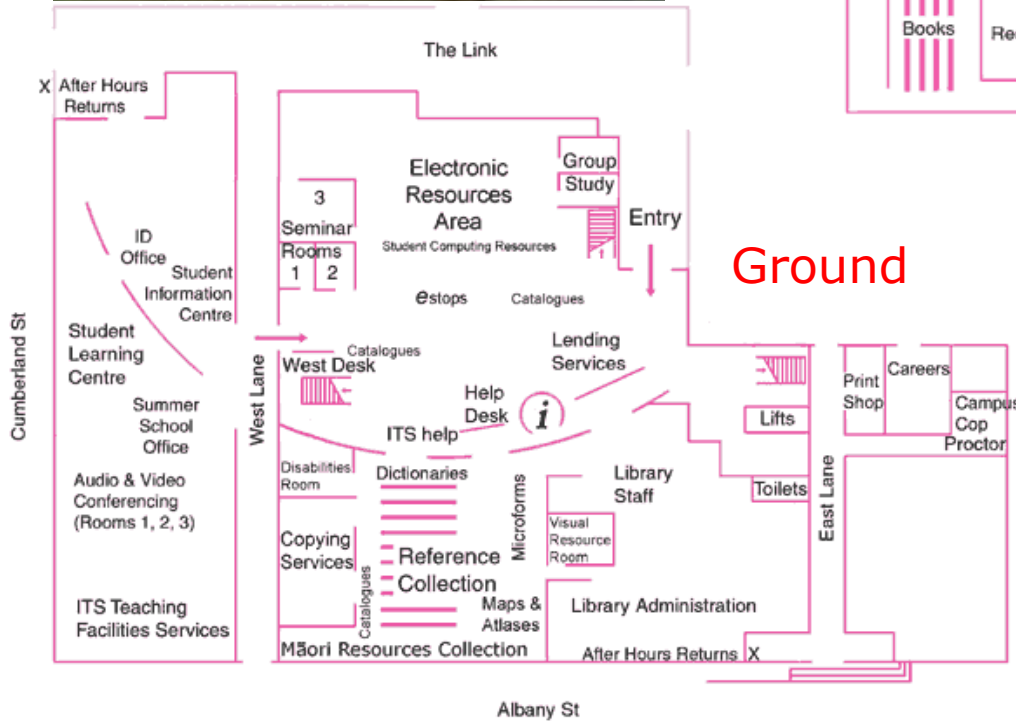 The Link
Books
Res
X After Hours
Returns
Electronic
Resources
Area
Student Computing Resources
Group
Study
Entry
3
Seminar
Rooms
1 2
ID
Office
Student
Information
Centre
Ground
estops
Catalogues
Student
Learning
Centre
Cumberland St
West Lane
Catalogues
West Desk
Lending
Services
Help
Desk
i
ITS help
Print
Shop
Careers
Lifts
Campus
Cop
Proctor
Summer
School
Office
Audio & Video
Conferencing
(Rooms 1, 2, 3)
Disabilities
Room
Dictionaries
Microforms
Library
Staff
Toilets
East Lane
Copying
Services
Catalogues
Reference
Collection
Visual
Resource
Room
Maps &
Atlases
Library Administration
ITS Teaching
Facilities Services
Māori Resources Collection
After Hours Returns X
Albany St